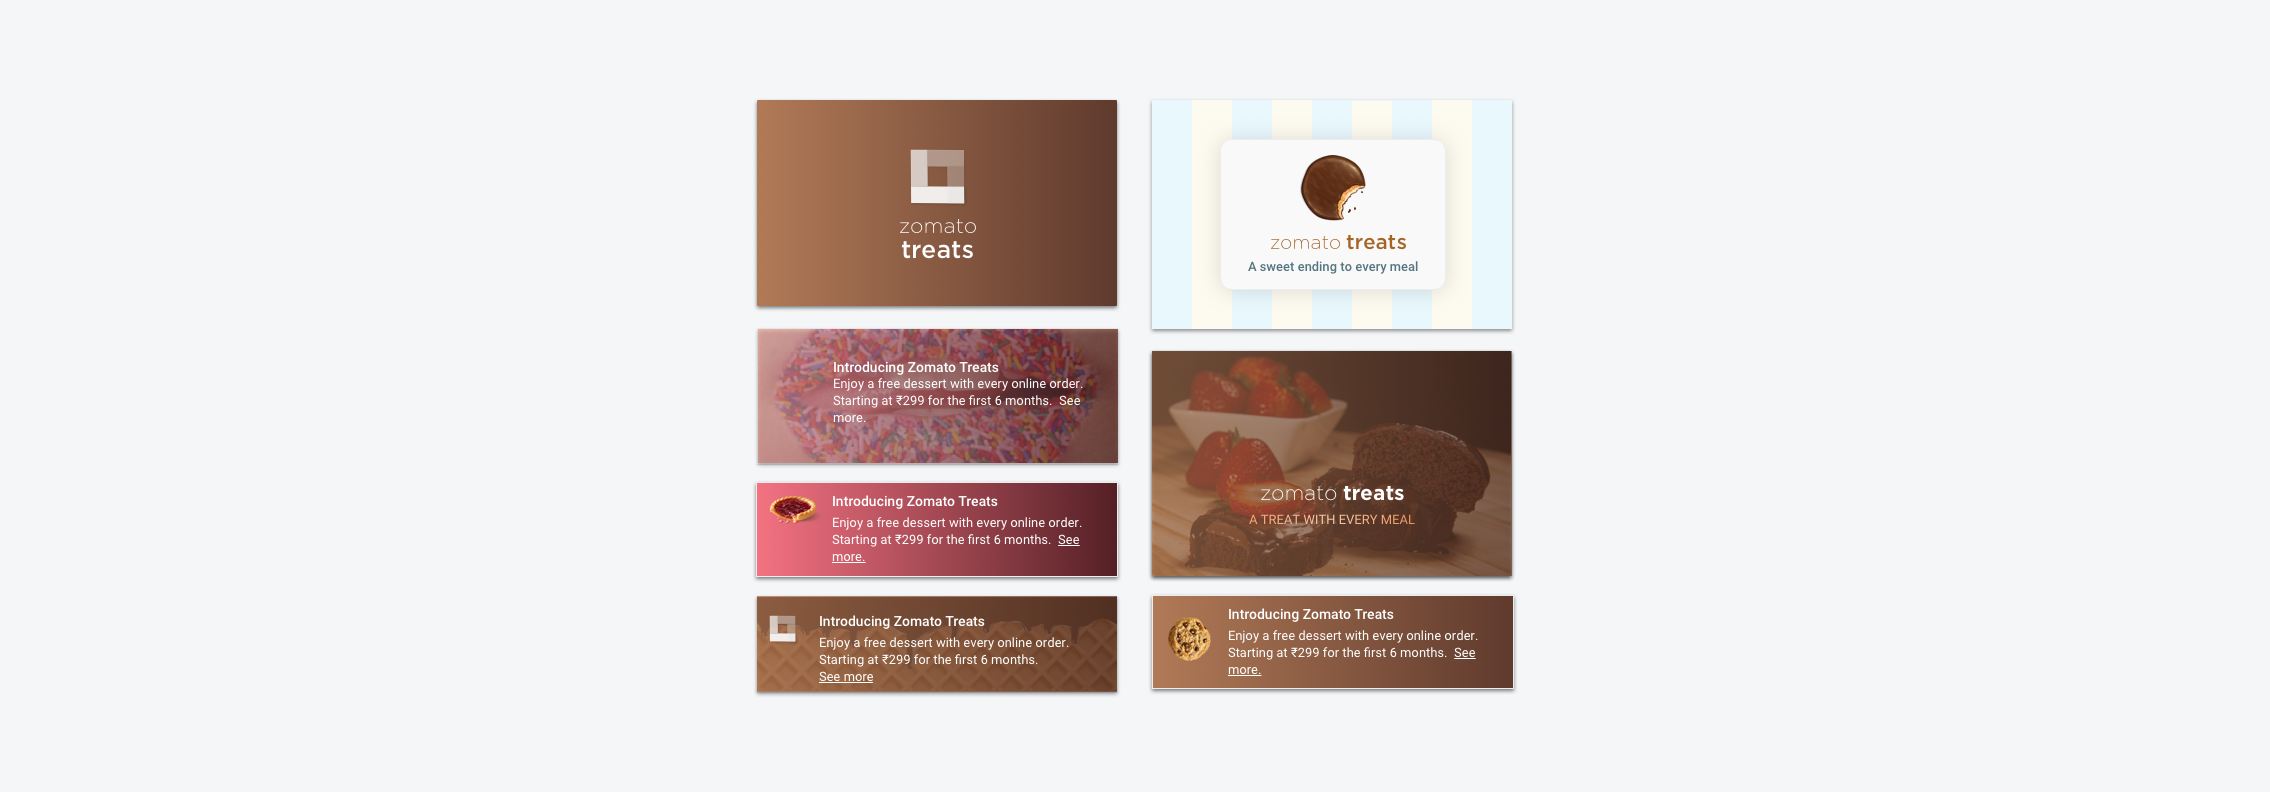 zomato
treats
Introducing Zomato Treats
Enjoy a free dessert with every online order.
Starting at ₹299 for the first 6 months. See
more.
Introducing Zomato Treats
Enjoy a free dessert with every online order.
Starting at ₹299 for the first 6 months. See
more.
Introducing Zomato Treats
Enjoy a free dessert with every online order.
Starting at ₹299 for the first 6 months.
See more
zomato treats
A sweet ending to every meal
zomato treats
A TREAT WITH EVERY MEAL
Introducing Zomato Treats
Enjoy a free dessert with every online order.
Starting at ₹299 for the first 6 months. See
more.